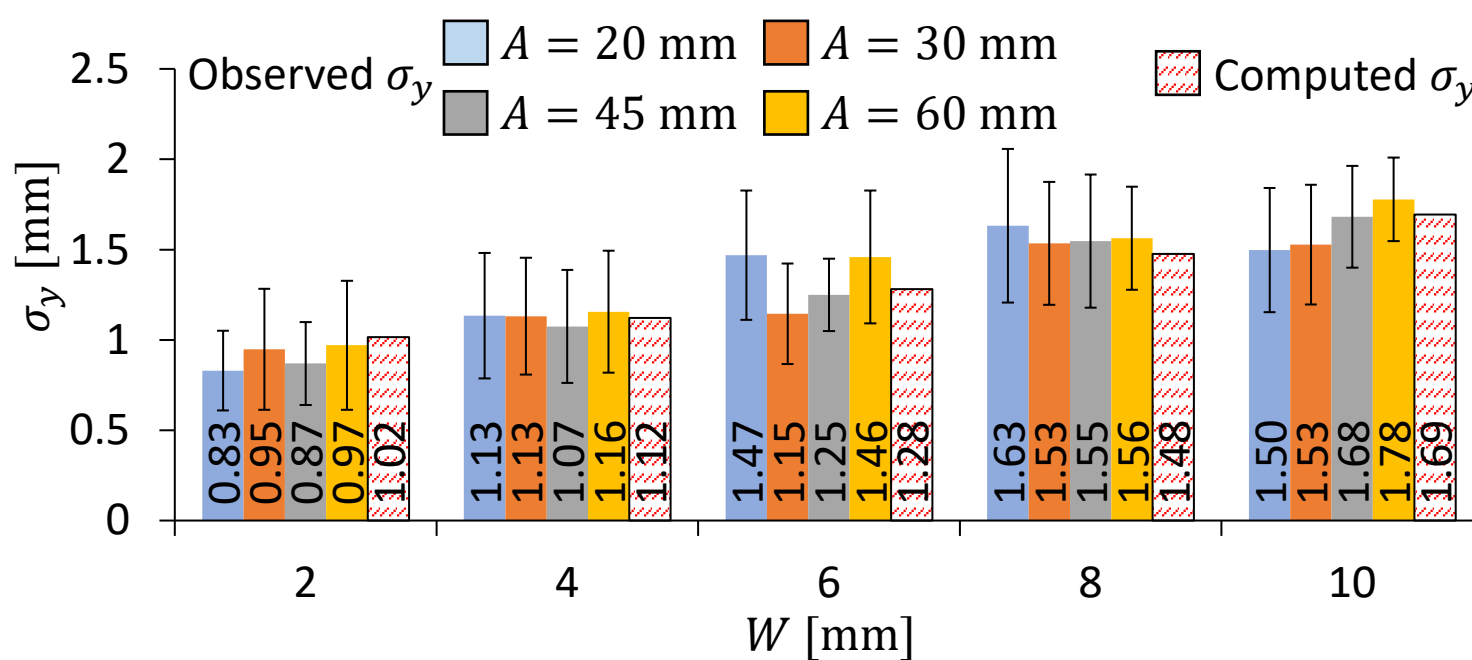 Observed σy
A = 20 mm
A = 30 mm
A = 45 mm
A = 60 mm
Computed σy
σy [mm]
2.5
2
1.5
1
0.5
0
0.83 0.95 0.87 0.97 1.02
1.13 1.13 1.07 1.16 1.12
1.47 1.15 1.25 1.46 1.28
1.63 1.53 1.55 1.56 1.48
1.50 1.53 1.68 1.78 1.69
2 4 6 8 10
W [mm]